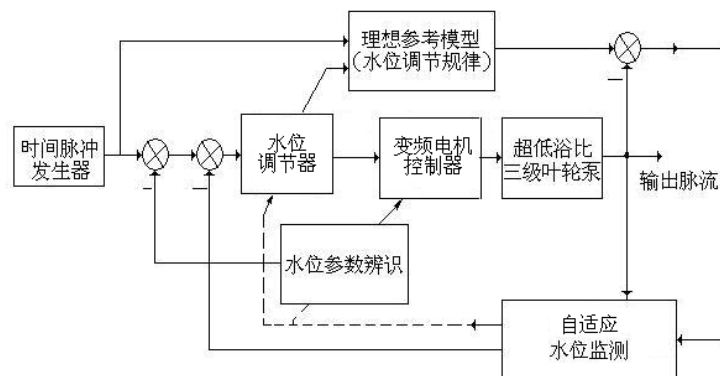 理想参考模型
（水位调节规律）
时间脉冲
发生器
水位
调节器
变频电机
控制器
超低浴比
三级叶轮泵
输出脉流
水位参数辨识
自适应
水位监测